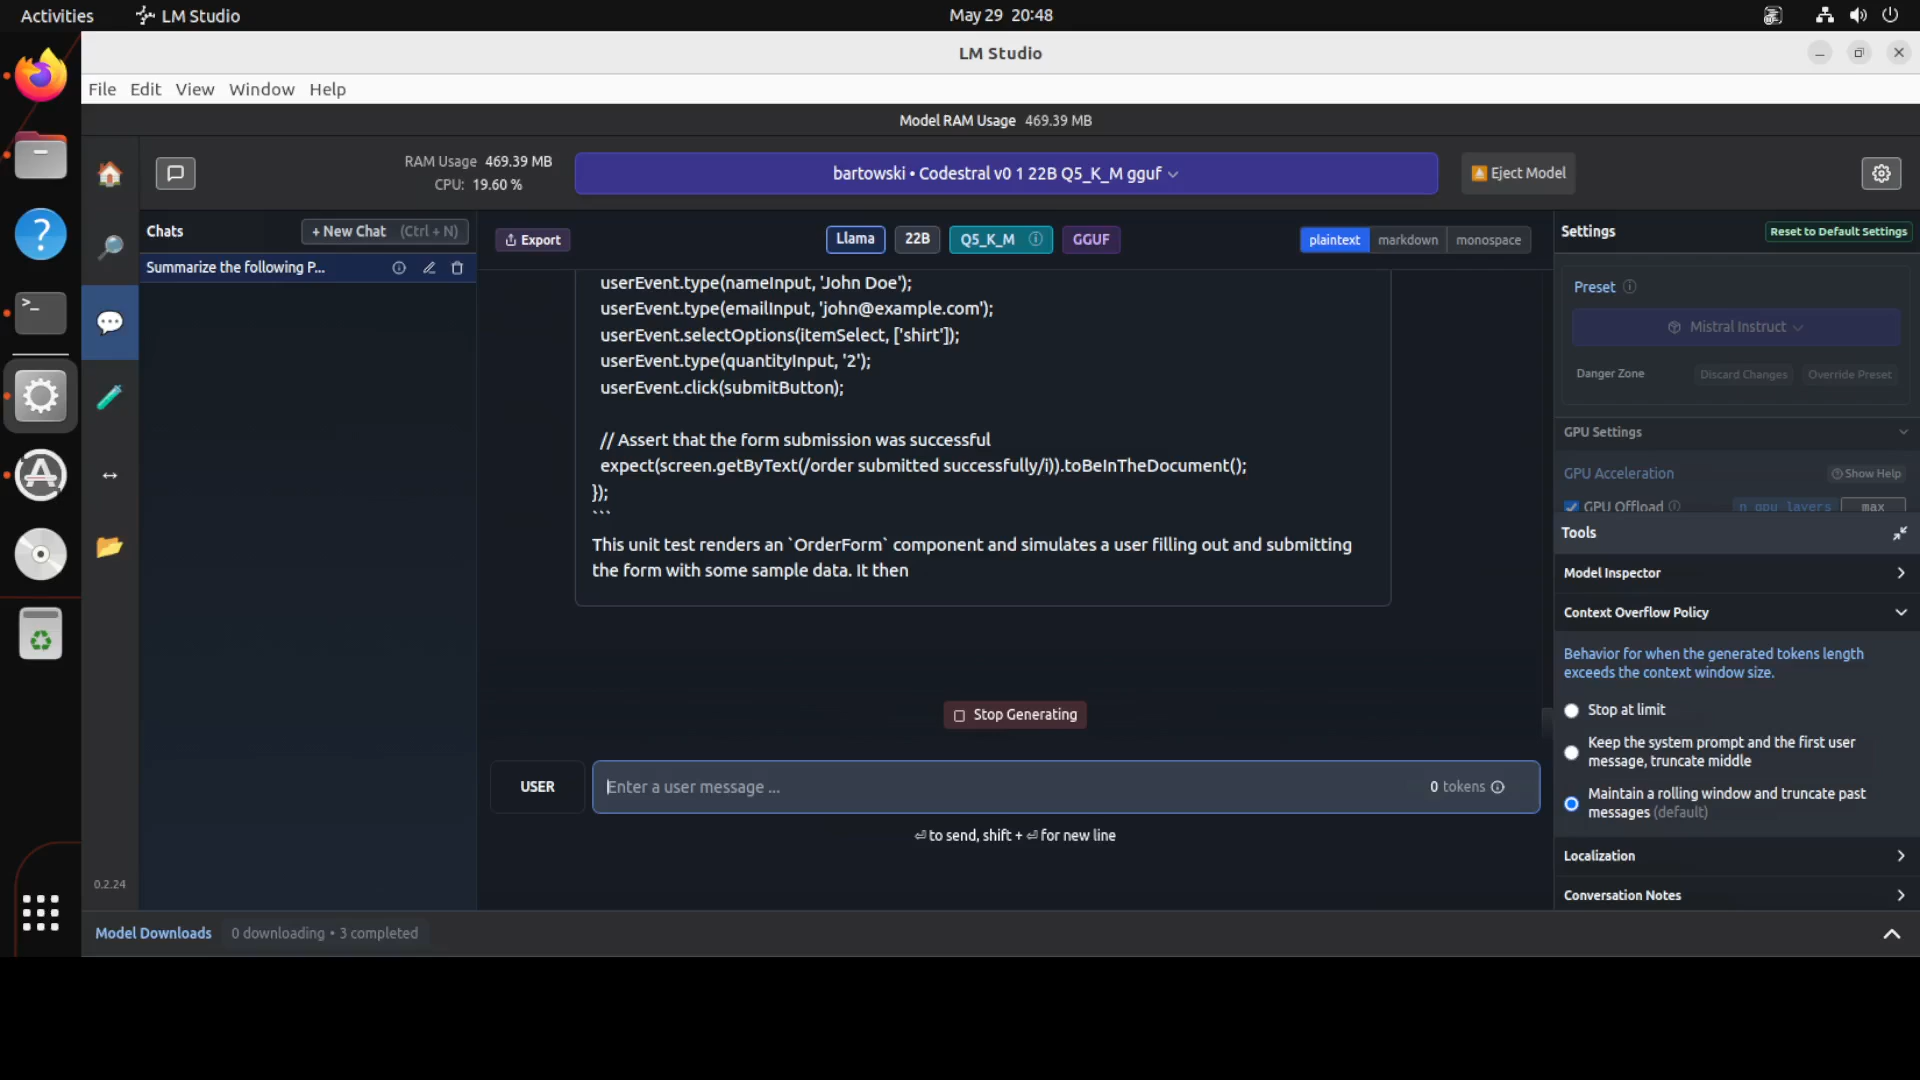 Activities
LM Studio
May 29 20:48
LM Studio
File Edit View Window Help
Model RAM Usage 469.39 MB
RAM Usage 469.39 MB
CPU: 19.60 %
bartowski • Codestral v0 1 22B Q5_K_M gguf
Eject Model
Chats
+ New Chat (Ctrl + N)
Summarize the following P...
Export
Llama
22B
Q5_K_M
GGUF
plaintext markdown monospace
userEvent.type(nameInput, 'John Doe');
userEvent.type(emailInput, 'john@example.com');
userEvent.selectOptions(itemSelect, ['shirt']);
userEvent.type(quantityInput, '2');
userEvent.click(submitButton);
// Assert that the form submission was successful
expect(screen.getByText(/order submitted successfully/i)).toBeInTheDocument();
});
```
This unit test renders an `OrderForm` component and simulates a user filling out and submitting
the form with some sample data. It then
Stop Generating
USER
Enter a user message ...
0 tokens
⏎ to send, shift + ⏎ for new line
Settings
Reset to Default Settings
Preset
Mistral Instruct
Danger Zone
Discard Changes
Override Preset
GPU Settings
GPU Acceleration
Show Help
GPU Offload
n_gpu_layers
max
Tools
Model Inspector
Context Overflow Policy
Behavior for when the generated tokens length
exceeds the context window size.
Stop at limit
Keep the system prompt and the first user
message, truncate middle
Maintain a rolling window and truncate past
messages (default)
Localization
Conversation Notes
0.2.24
Model Downloads
0 downloading • 3 completed